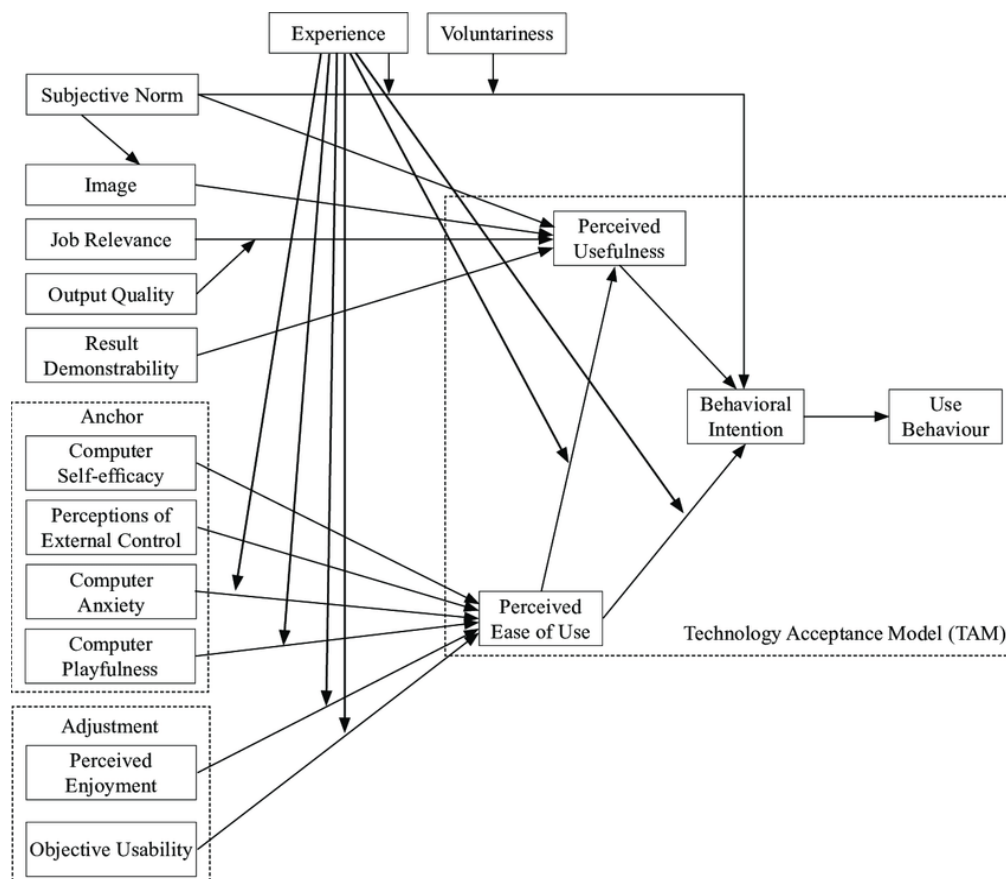 Experience
Voluntariness
Subjective Norm
Image
Job Relevance
Output Quality
Result
Demonstrability
Perceived
Usefulness
Behavioral
Intention
Use
Behaviour
Anchor
Computer
Self-efficacy
Perceptions of
External Control
Computer
Anxiety
Computer
Playfulness
Perceived
Ease of Use
Technology Acceptance Model (TAM)
Adjustment
Perceived
Enjoyment
Objective Usability